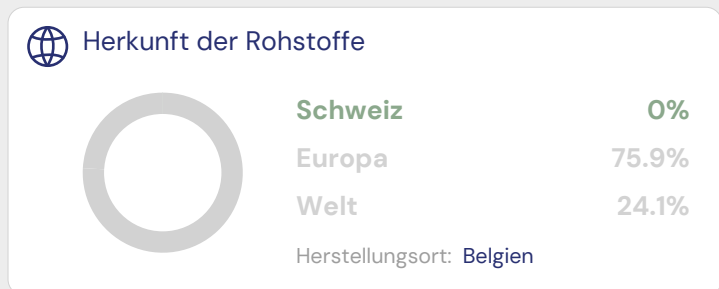 Herkunft der Rohstoffe
Schweiz 0%
Europa 75.9%
Welt 24.1%
Herstellungsort: Belgien